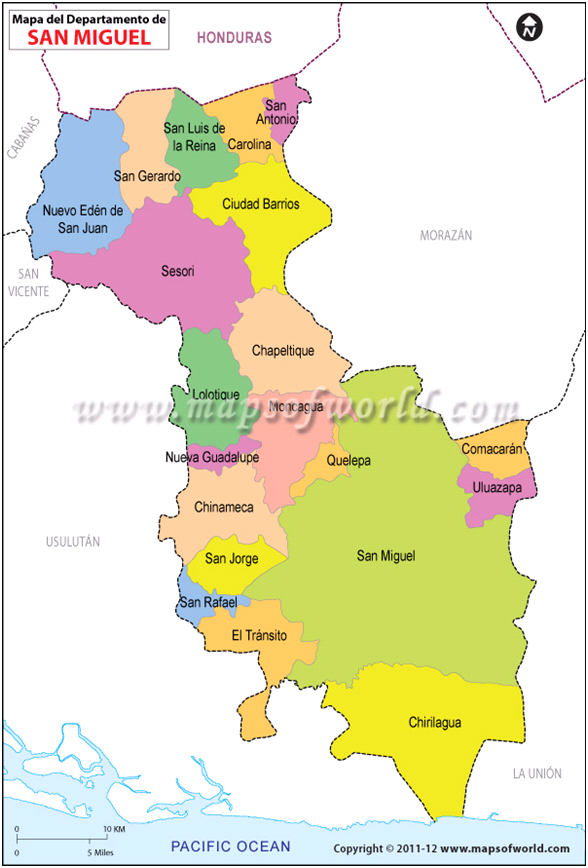 Mapa del Departamento de
SAN MIGUEL
HONDURAS
N
CABAÑAS
San
Antonio
San Luis de
la Reina
Carolina
San Gerardo
Nuevo Edén de
San Juan
Ciudad Barrios
MORAZÁN
SAN
VICENTE
Sesori
Chapeltique
Lolotique
Moncagua
www.mapsofworld.com
Comacarán
Nueva Guadalupe
Quelepa
Uluazapa
Chinameca
USULUTÁN
San Jorge
San Miguel
San Rafael
El Tránsito
Chirilagua
LA UNIÓN
0 10 KM
0 5 Miles
PACIFIC OCEAN
Copyright © 2011-12 www.mapsofworld.com